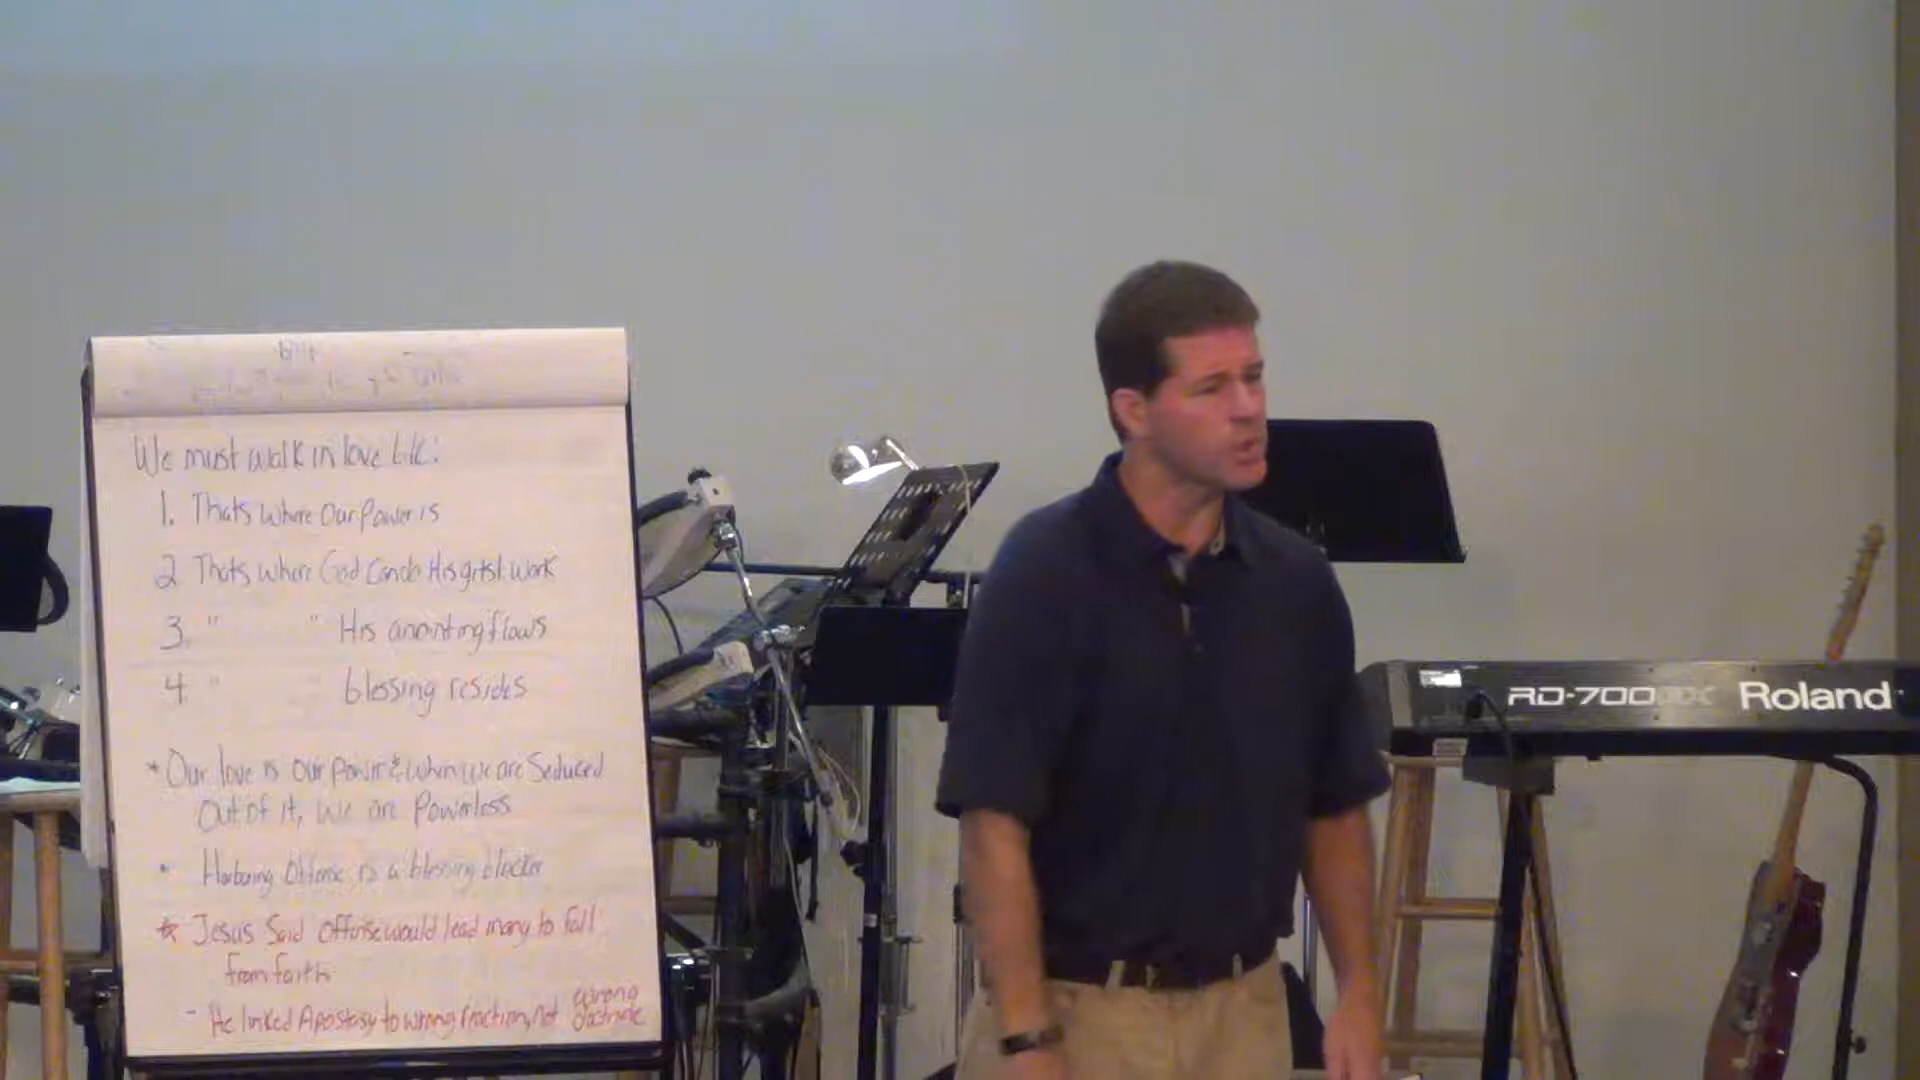 We must walk in love b/c:
1. Thats where Our Power is
2 Thats where God Can do His grtst work
3. " " His anointing flows
4. " " blessing resides
* Our love is our power & when we are Seduced
Out of it, we are Powerless
• Harboring Offense is a blessing blocker
* Jesus Said offense would lead many to fall
from faith
- He linked Apostasy to wrong reaction, not wrong doctrine
RD-700GX Roland